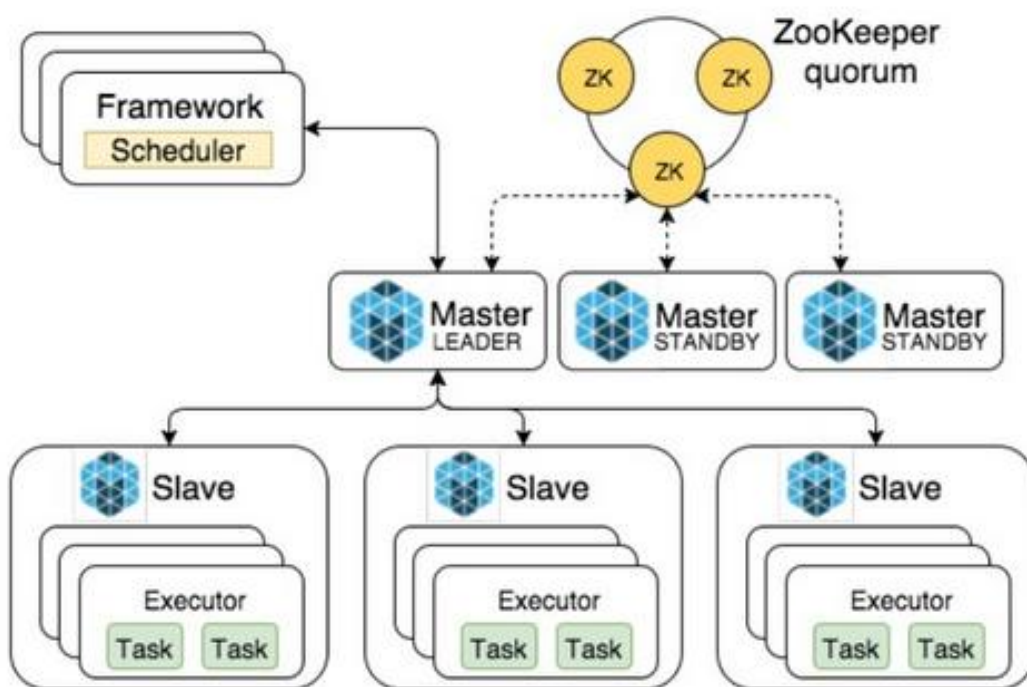 ZooKeeper
quorum
ZK
ZK
ZK
Framework
Scheduler
Master
LEADER
Master
STANDBY
Master
STANDBY
Slave
Executor
Task Task
Slave
Executor
Task Task
Slave
Executor
Task Task